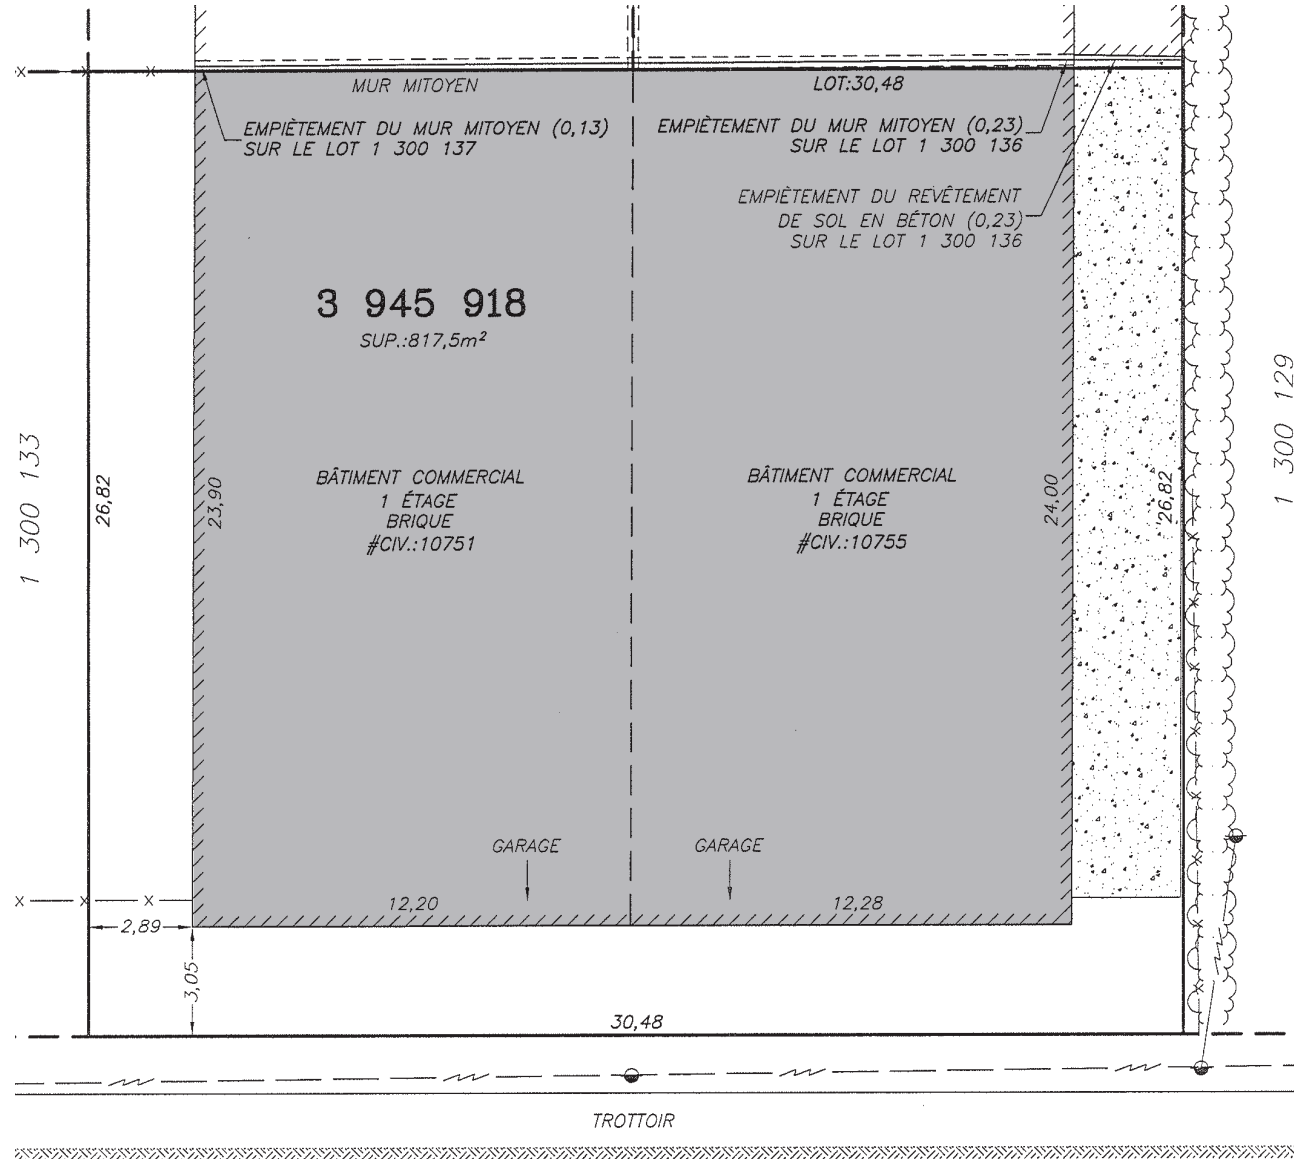 MUR MITOYEN
LOT:30,48
EMPIÈTEMENT DU MUR MITOYEN (0,13)
SUR LE LOT 1 300 137
EMPIÈTEMENT DU MUR MITOYEN (0,23)
SUR LE LOT 1 300 136
EMPIÈTEMENT DU REVÊTEMENT
DE SOL EN BÉTON (0,23)
SUR LE LOT 1 300 136
3 945 918
SUP.:817,5m²
1 300 133
26,82
23,90
BÂTIMENT COMMERCIAL
1 ÉTAGE
BRIQUE
#CIV.:10751
BÂTIMENT COMMERCIAL
1 ÉTAGE
BRIQUE
#CIV.:10755
24,00
26,82
1 300 129
GARAGE
GARAGE
12,20
12,28
2,89
3,05
30,48
TROTTOIR